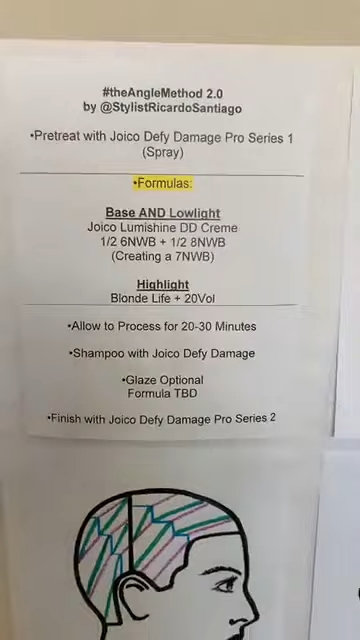 #theAngleMethod 2.0
by @StylistRicardoSantiago
•Pretreat with Joico Defy Damage Pro Series 1
(Spray)
•Formulas:
Base AND Lowlight
Joico Lumishine DD Creme
1/2 6NWB + 1/2 8NWB
(Creating a 7NWB)
Highlight
Blonde Life + 20Vol
•Allow to Process for 20-30 Minutes
•Shampoo with Joico Defy Damage
•Glaze Optional
Formula TBD
•Finish with Joico Defy Damage Pro Series 2